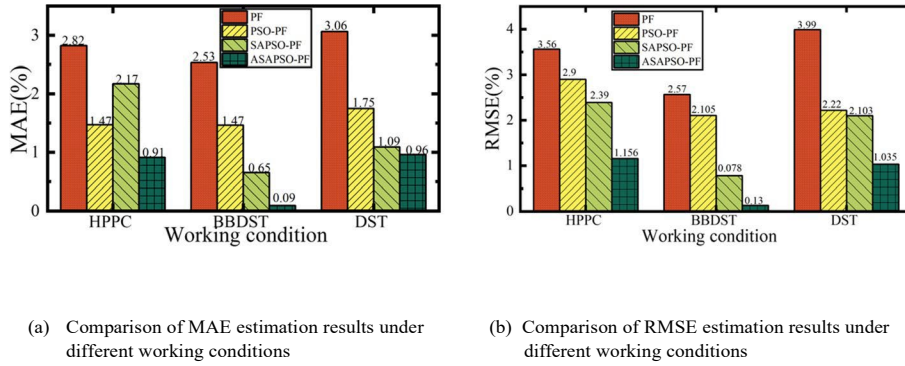 PF
PSO-PF
SAPSO-PF
ASAPSO-PF
MAE(%)
3
2
1
0
2.82
1.47
2.17
0.91
2.53
1.47
0.65
0.09
3.06
1.75
1.09
0.96
HPPC BBDST DST
Working condition
PF
PSO-PF
SAPSO-PF
ASAPSO-PF
RMSE(%)
4
3
2
1
0
3.56
2.9
2.39
1.156
2.57
2.105
0.078
0.13
3.99
2.22
2.103
1.035
HPPC BBDST DST
Working condition
(a) Comparison of MAE estimation results under
different working conditions
(b) Comparison of RMSE estimation results under
different working conditions